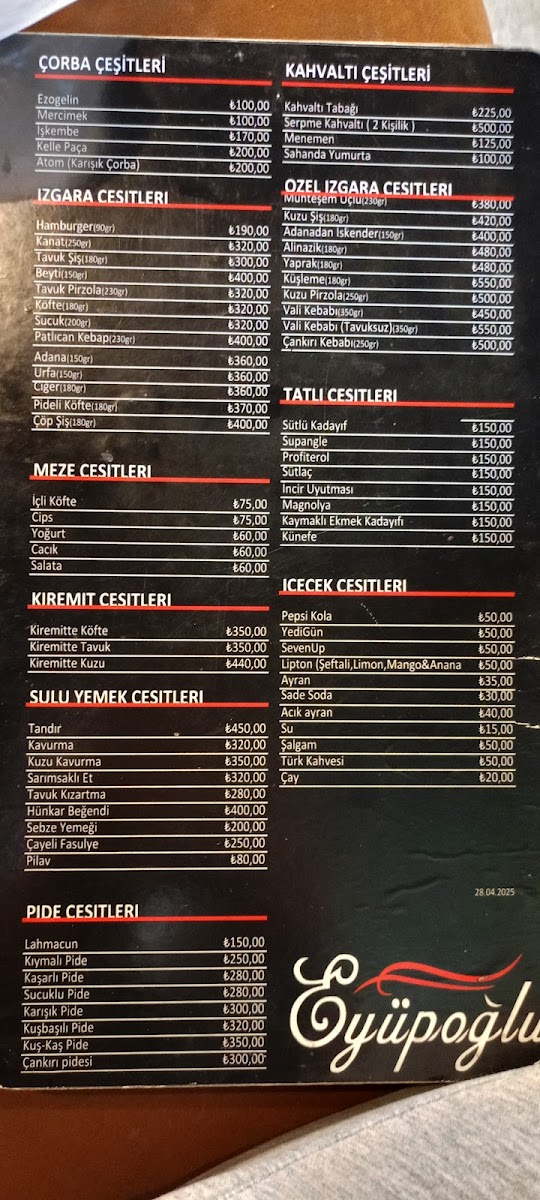 ÇORBA ÇEŞİTLERİ
Ezogelin ₺100,00
Mercimek ₺100,00
İşkembe ₺170,00
Kelle Paça ₺200,00
Atom (Karışık Çorba) ₺200,00
IZGARA CESITLERI
Hamburger(90gr) ₺190,00
Kanat(250gr) ₺320,00
Tavuk Şiş(180gr) ₺300,00
Beyti(150gr) ₺400,00
Tavuk Pirzola(230gr) ₺320,00
Köfte(180gr) ₺320,00
Sucuk(200gr) ₺320,00
Patlıcan Kebap(230gr) ₺400,00
Adana(150gr) ₺360,00
Urfa(150gr) ₺360,00
Ciğer(180gr) ₺360,00
Pideli Köfte(180gr) ₺370,00
Çöp Şiş(180gr) ₺400,00
MEZE CESITLERI
İçli Köfte ₺75,00
Cips ₺75,00
Yoğurt ₺60,00
Cacık ₺60,00
Salata ₺60,00
KIREMIT CESITLERI
Kiremitte Köfte ₺350,00
Kiremitte Tavuk ₺350,00
Kiremitte Kuzu ₺440,00
SULU YEMEK CESITLERI
Tandır ₺450,00
Kavurma ₺320,00
Kuzu Kavurma ₺350,00
Sarımsaklı Et ₺320,00
Tavuk Kızartma ₺280,00
Hünkar Beğendi ₺400,00
Sebze Yemeği ₺200,00
Çayeli Fasulye ₺250,00
Pilav ₺80,00
PIDE CESITLERI
Lahmacun ₺150,00
Kıymalı Pide ₺250,00
Kaşarlı Pide ₺280,00
Sucuklu Pide ₺280,00
Karışık Pide ₺300,00
Kuşbaşılı Pide ₺320,00
Kuş-Kaş Pide ₺350,00
Çankırı pidesi ₺300,00
KAHVALTI ÇEŞİTLERİ
Kahvaltı Tabağı ₺225,00
Serpme Kahvaltı ( 2 Kişilik ) ₺500,00
Menemen ₺125,00
Sahanda Yumurta ₺100,00
OZEL IZGARA CESITLERI
Muhteşem Üçlü(230gr) ₺380,00
Kuzu Şiş(180gr) ₺420,00
Adanadan İskender(150gr) ₺400,00
Alinazik(180gr) ₺480,00
Yaprak(180gr) ₺480,00
Küşleme(180gr) ₺550,00
Kuzu Pirzola(250gr) ₺500,00
Vali Kebabı(350gr) ₺450,00
Vali Kebabı (Tavuksuz)(350gr) ₺550,00
Çankırı Kebabı(250gr) ₺500,00
TATLI CESITLERI
Sütlü Kadayıf ₺150,00
Supangle ₺150,00
Profiterol ₺150,00
Sütlaç ₺150,00
İncir Uyutması ₺150,00
Magnolya ₺150,00
Kaymaklı Ekmek Kadayıfı ₺150,00
Künefe ₺150,00
ICECEK CESITLERI
Pepsi Kola ₺50,00
YediGün ₺50,00
SevenUp ₺50,00
Lipton (Şeftali,Limon,Mango&Anana ₺50,00
Ayran ₺35,00
Sade Soda ₺30,00
Acık ayran ₺40,00
Su ₺15,00
Şalgam ₺50,00
Türk Kahvesi ₺50,00
Çay ₺20,00
28.04.2025
Eyüpoğlu